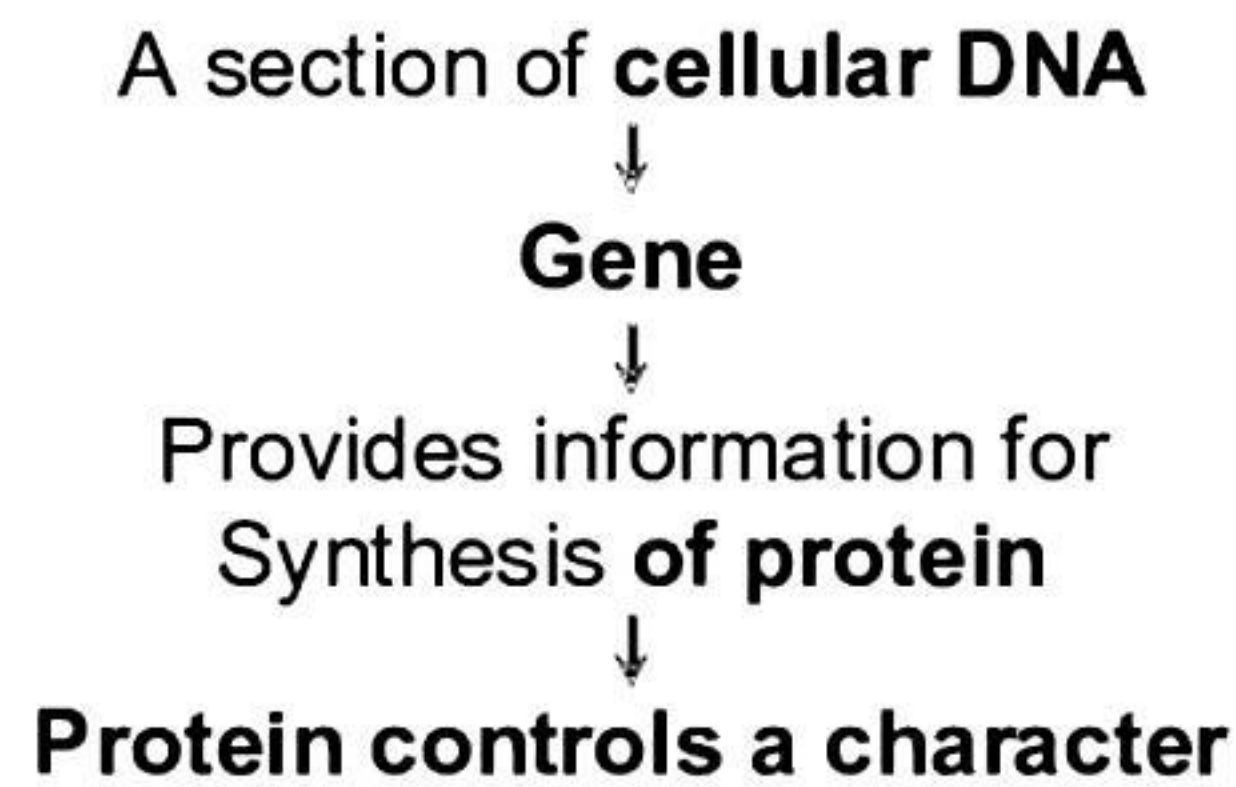 A section of cellular DNA
Gene
Provides information for
Synthesis of protein
Protein controls a character